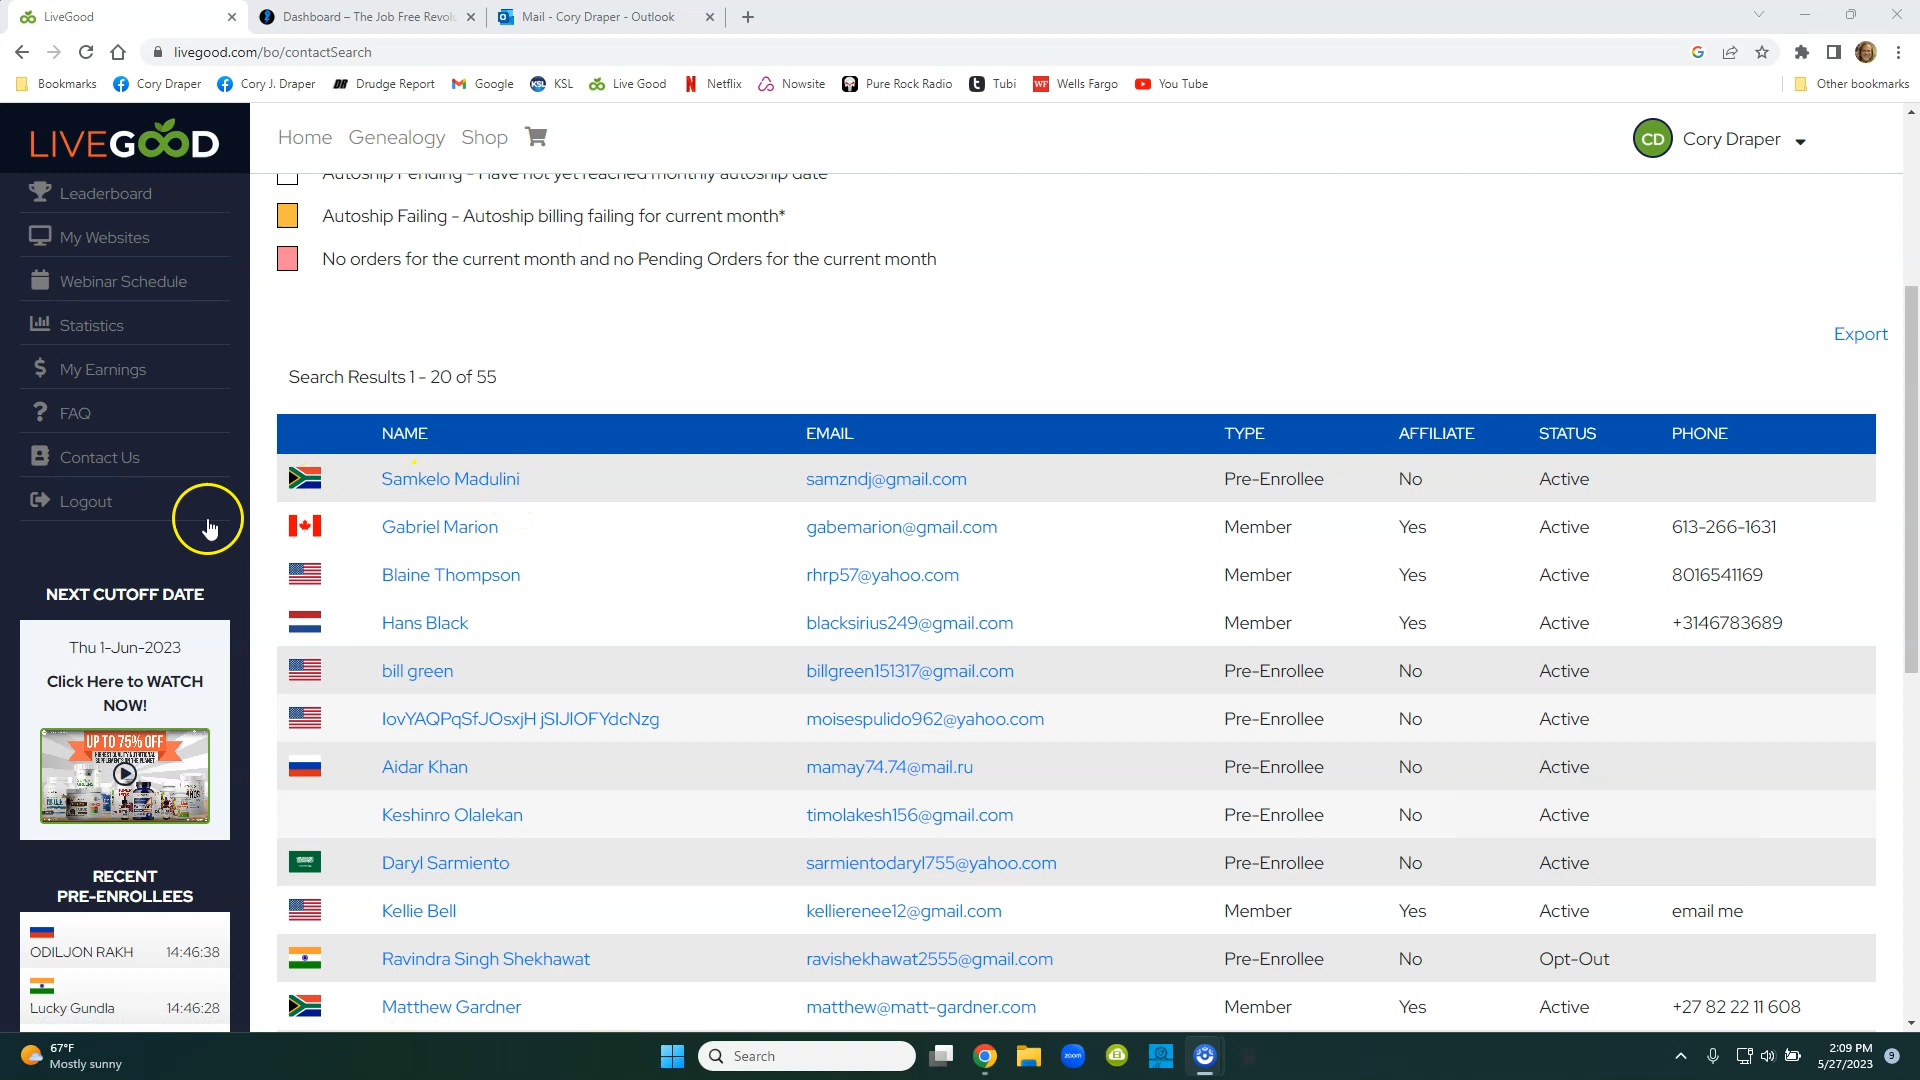 LiveGood
Dashboard – The Job Free Revolu
Mail - Cory Draper - Outlook
livegood.com/bo/contactSearch
Bookmarks
Cory Draper
Cory J. Draper
Drudge Report
Google
KSL
Live Good
Netflix
Nowsite
Pure Rock Radio
Tubi
Wells Fargo
You Tube
Other bookmarks
LIVEGOOD
Home
Genealogy
Shop
CD
Cory Draper
Leaderboard
My Websites
Webinar Schedule
Statistics
My Earnings
FAQ
Contact Us
Logout
NEXT CUTOFF DATE
Thu 1-Jun-2023
Click Here to WATCH
NOW!
UP TO 75% OFF
RECENT
PRE-ENROLLEES
ODILJON RAKH 14:46:38
Lucky Gundla 14:46:28
Autoship Pending - Have not yet reached monthly autoship date
Autoship Failing - Autoship billing failing for current month*
No orders for the current month and no Pending Orders for the current month
Export
Search Results 1 - 20 of 55
NAME EMAIL TYPE AFFILIATE STATUS PHONE
Samkelo Madulini samzndj@gmail.com Pre-Enrollee No Active
Gabriel Marion gabemarion@gmail.com Member Yes Active 613-266-1631
Blaine Thompson rhrp57@yahoo.com Member Yes Active 8016541169
Hans Black blacksirius249@gmail.com Member Yes Active +3146783689
bill green billgreen151317@gmail.com Pre-Enrollee No Active
IovYAQPqSfJOsxjH jSIJIOFYdcNzg moisespulido962@yahoo.com Pre-Enrollee No Active
Aidar Khan mamay74.74@mail.ru Pre-Enrollee No Active
Keshinro Olalekan timolakesh156@gmail.com Pre-Enrollee No Active
Daryl Sarmiento sarmientodaryl755@yahoo.com Pre-Enrollee No Active
Kellie Bell kellierenee12@gmail.com Member Yes Active email me
Ravindra Singh Shekhawat ravishekhawat2555@gmail.com Pre-Enrollee No Opt-Out
Matthew Gardner matthew@matt-gardner.com Member Yes Active +27 82 22 11 608
67°F
Mostly sunny
Search
zoom
2:09 PM
5/27/2023
9